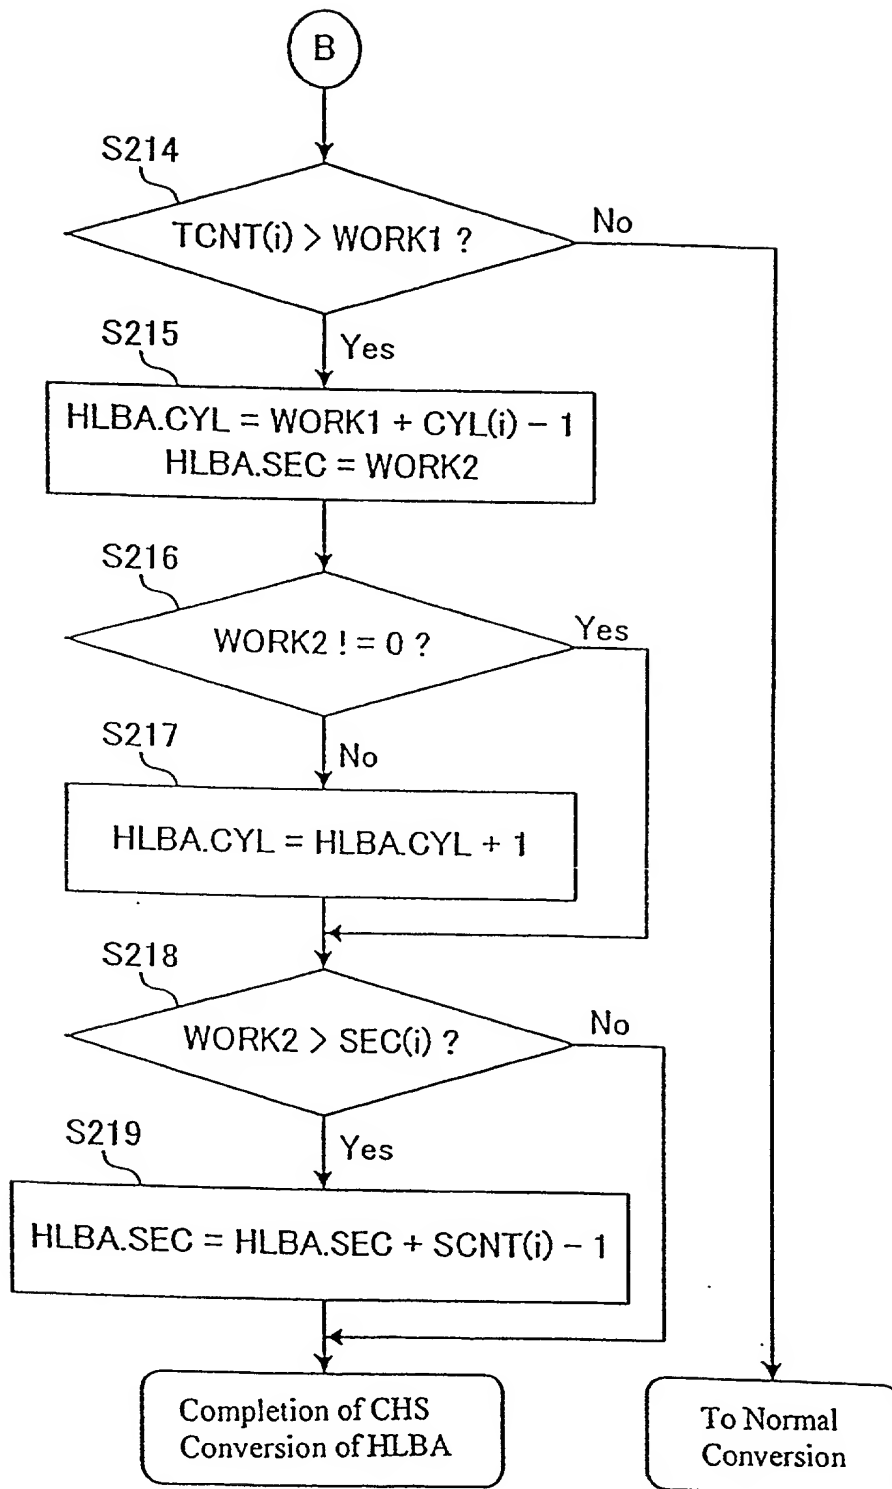 B
S214
TCNT(i) > WORK1 ?
No
S215
Yes
HLBA.CYL = WORK1 + CYL(i) − 1
HLBA.SEC = WORK2
S216
WORK2 ! = 0 ?
Yes
S217
No
HLBA.CYL = HLBA.CYL + 1
S218
WORK2 > SEC(i) ?
No
S219
Yes
HLBA.SEC = HLBA.SEC + SCNT(i) − 1
Completion of CHS
Conversion of HLBA
To Normal
Conversion